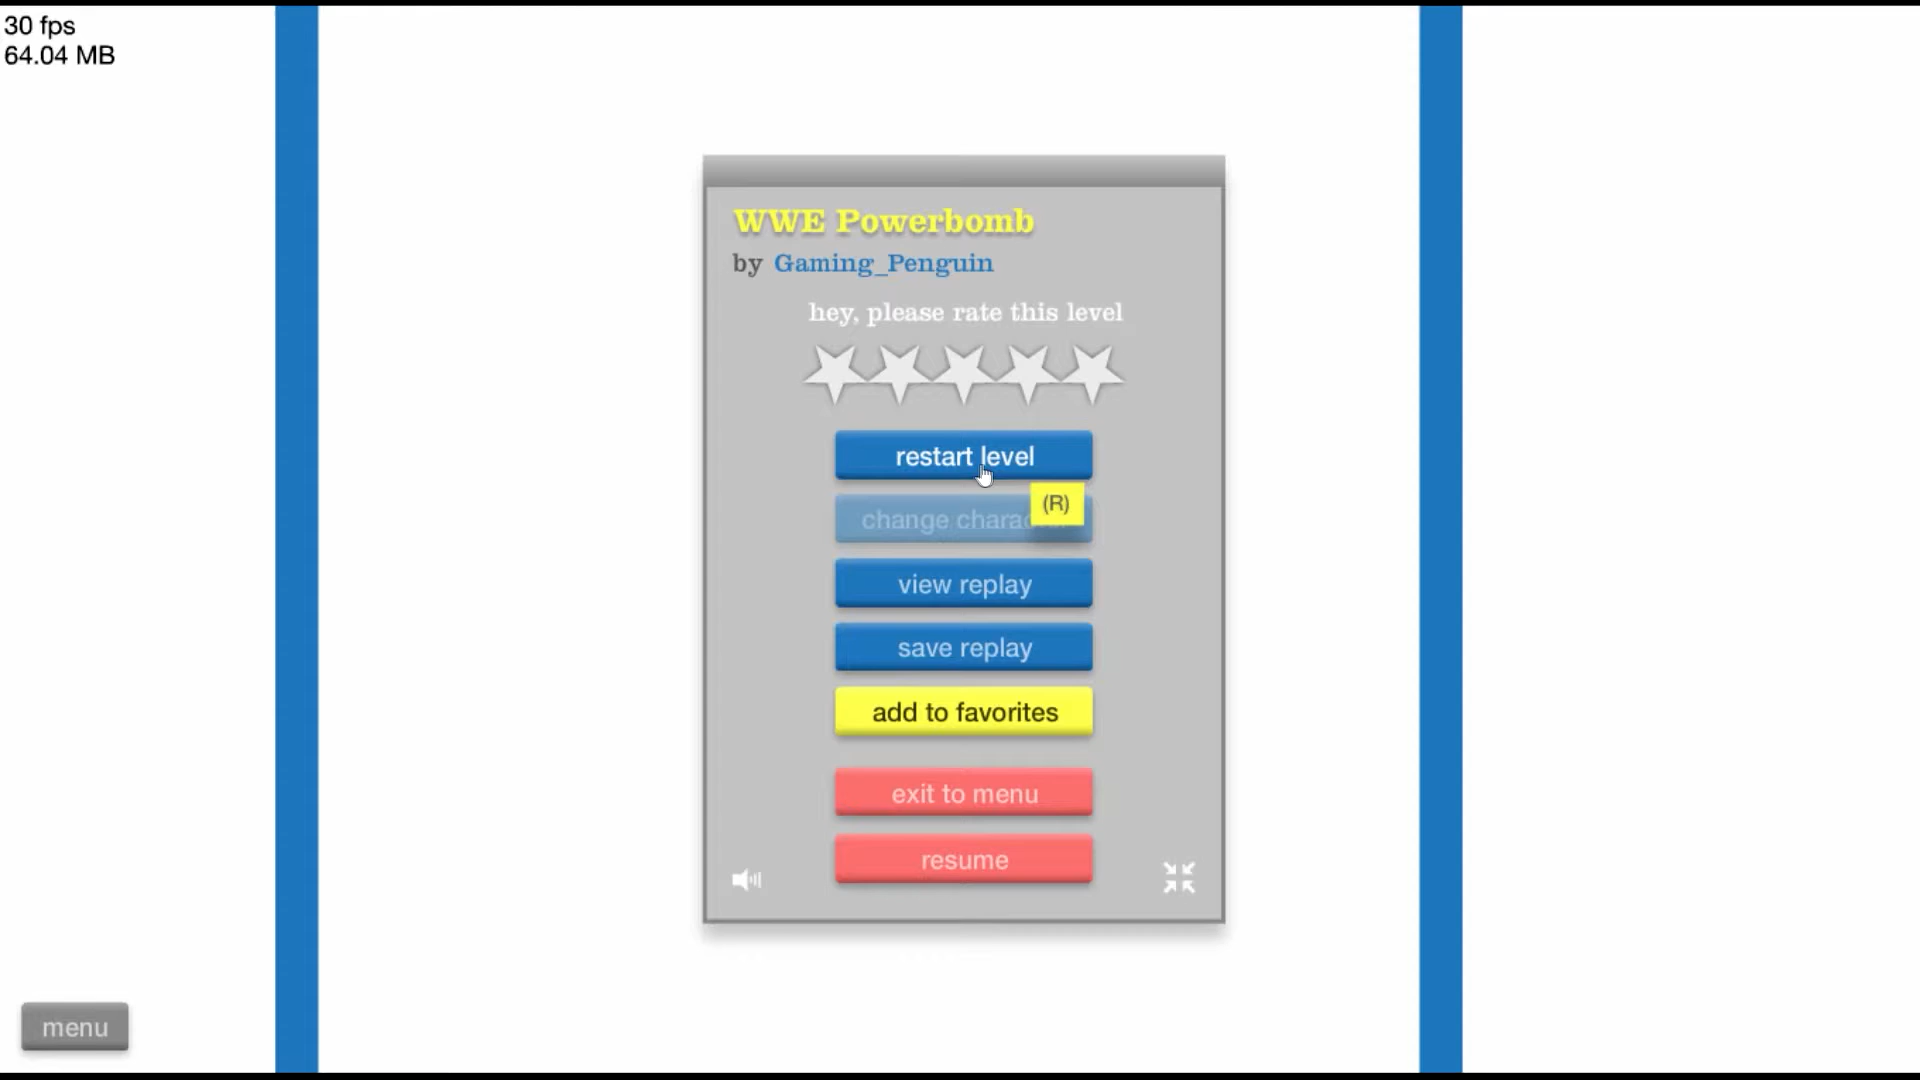 30 fps
64.04 MB
WWE Powerbomb
by Gaming_Penguin
hey, please rate this level
restart level
(R)
change charac
view replay
save replay
add to favorites
exit to menu
resume
menu